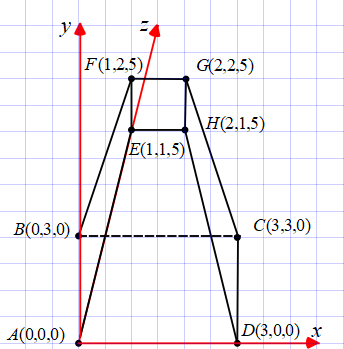 y
z
F(1,2,5)
G(2,2,5)
H(2,1,5)
E(1,1,5)
B(0,3,0)
C(3,3,0)
A(0.0,0)
D(3,0,0)
x